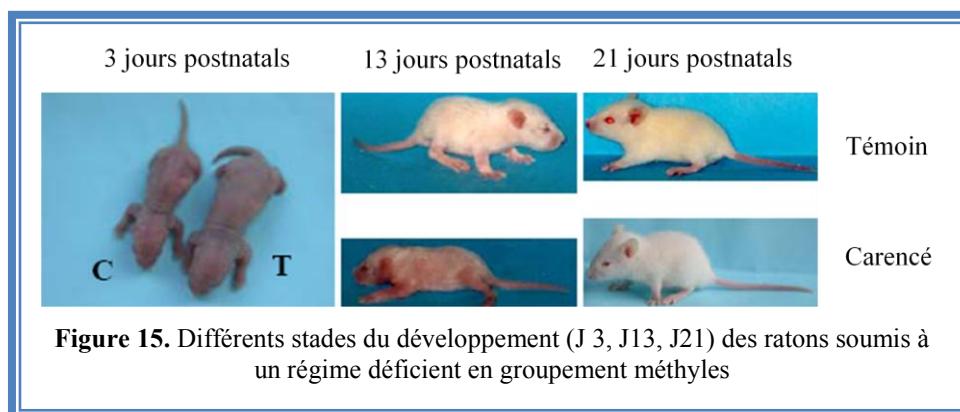 3 jours postnatals
13 jours postnatals
21 jours postnatals
Témoin
C
T
Carencé
Figure 15. Différents stades du développement (J 3, J13, J21) des ratons soumis à
un régime déficient en groupement méthyles